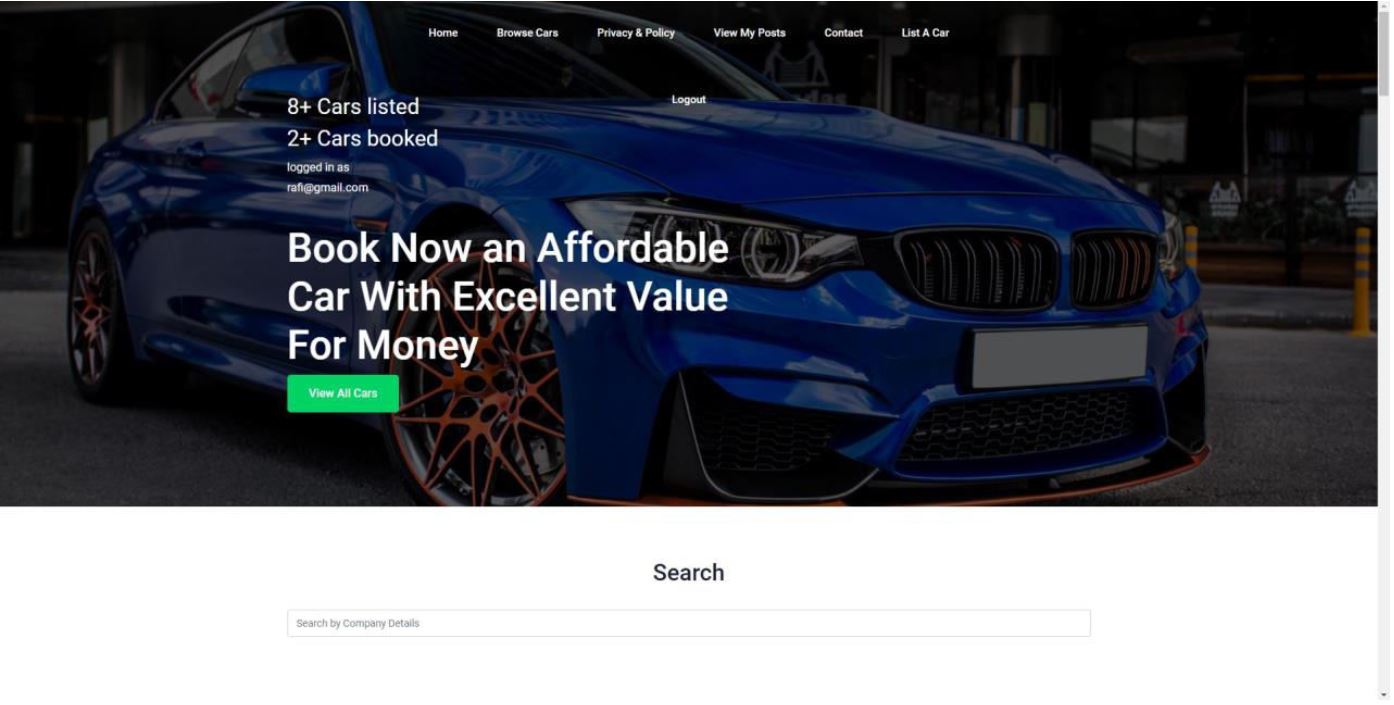 Home Browse Cars Privacy & Policy View My Posts Contact List A Car
Logout
8+ Cars listed
2+ Cars booked
logged in as
rafi@gmail.com
Book Now an Affordable
Car With Excellent Value
For Money
View All Cars
Search
Search by Company Details